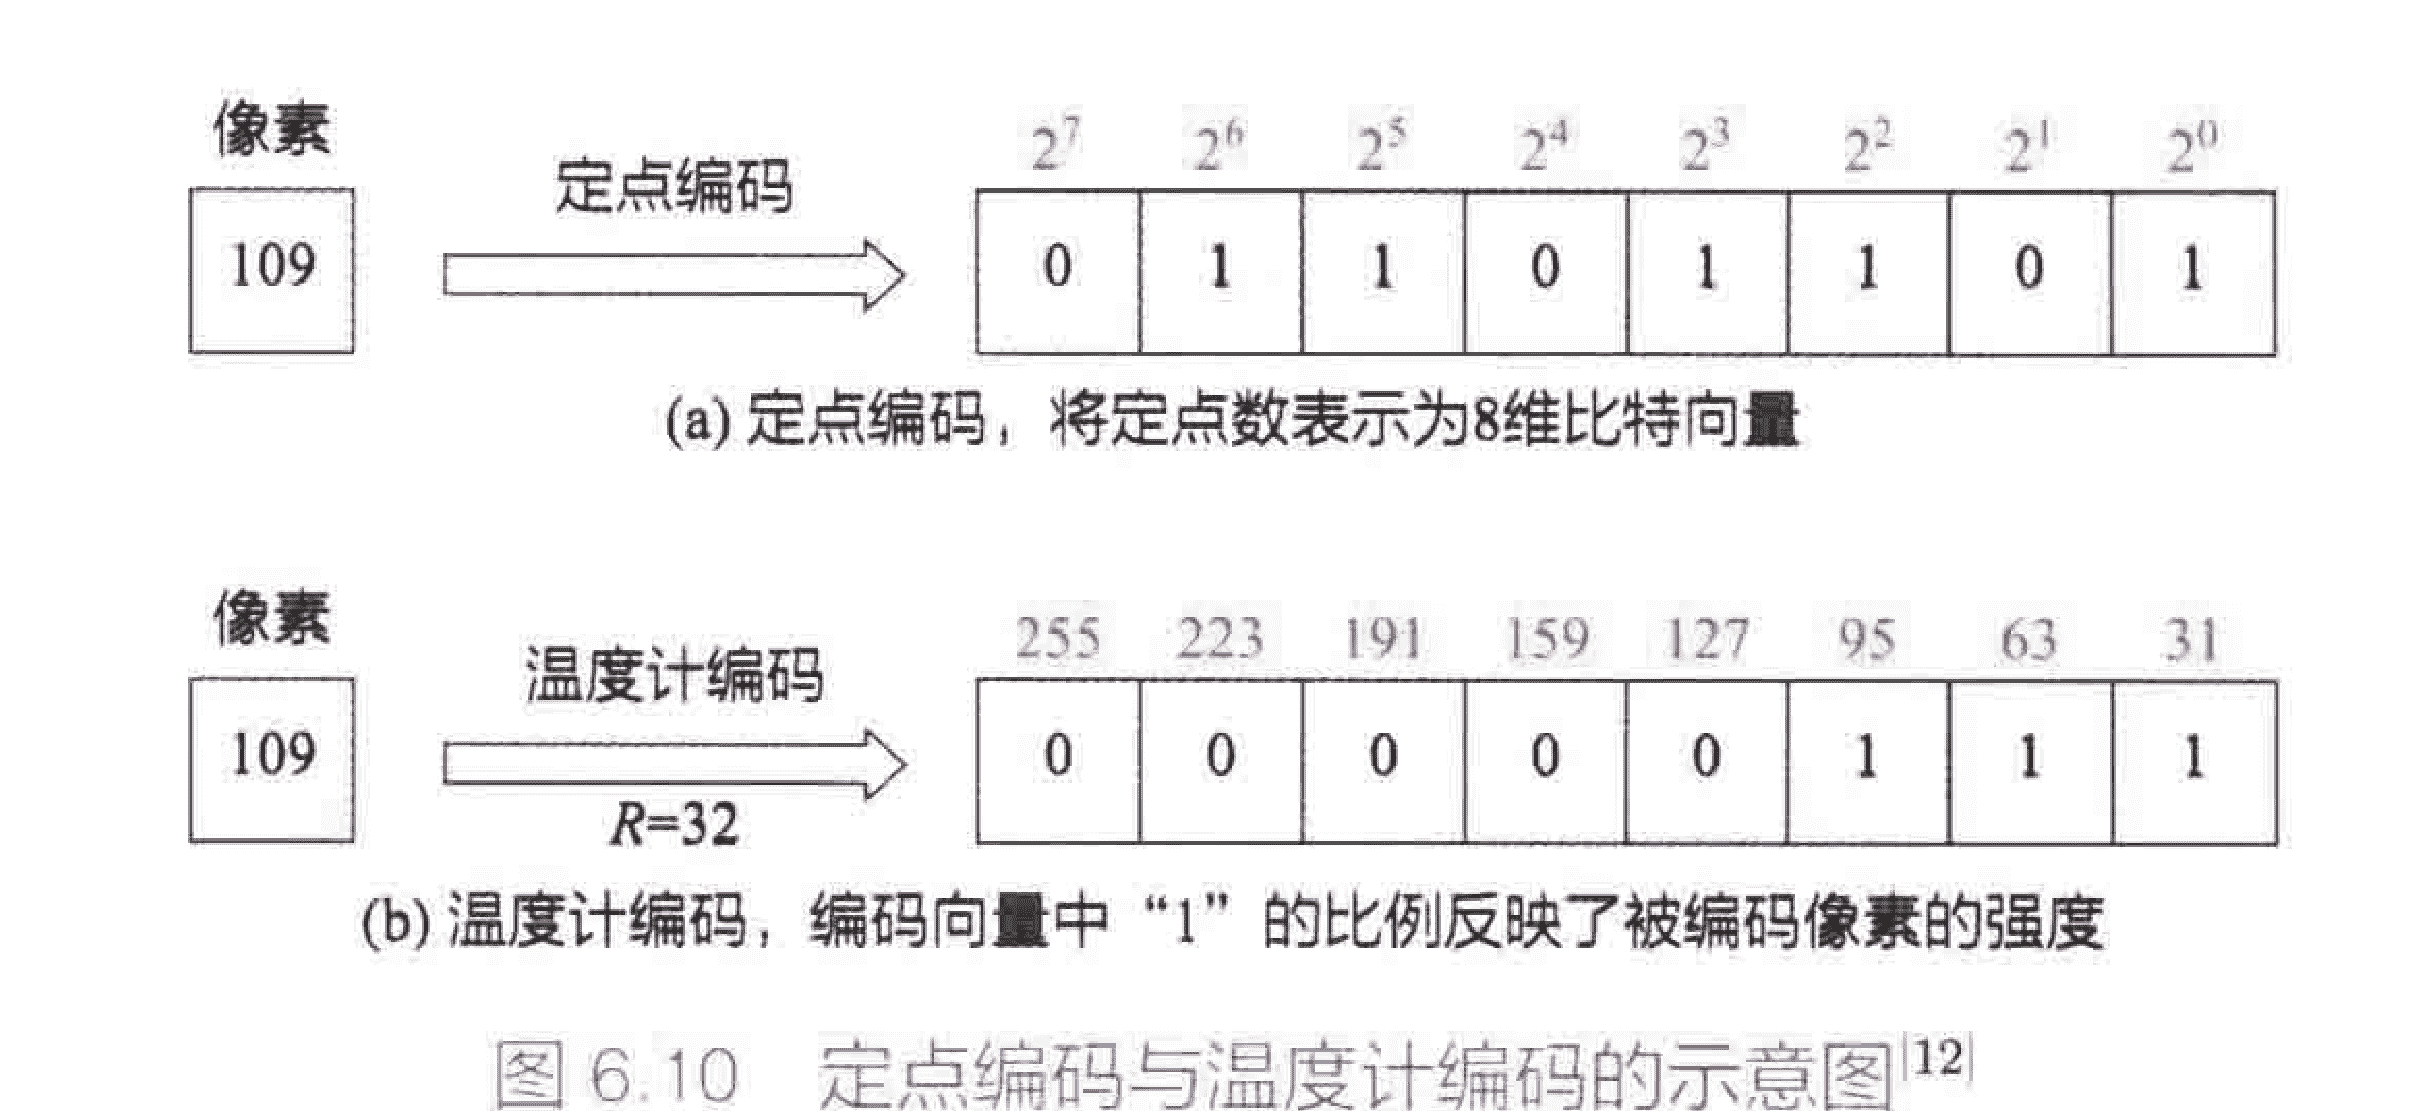 像素
定点编码
2⁷ 2⁶ 2⁵ 2⁴ 2³ 2² 2¹ 2⁰
109 0 1 1 0 1 1 0 1
(a) 定点编码，将定点数表示为8维比特向量
像素
温度计编码
255 223 191 159 127 95 63 31
109 0 0 0 0 0 1 1 1
R=32
(b) 温度计编码，编码向量中“1”的比例反映了被编码像素的强度
图 6.10 定点编码与温度计编码的示意图[12]